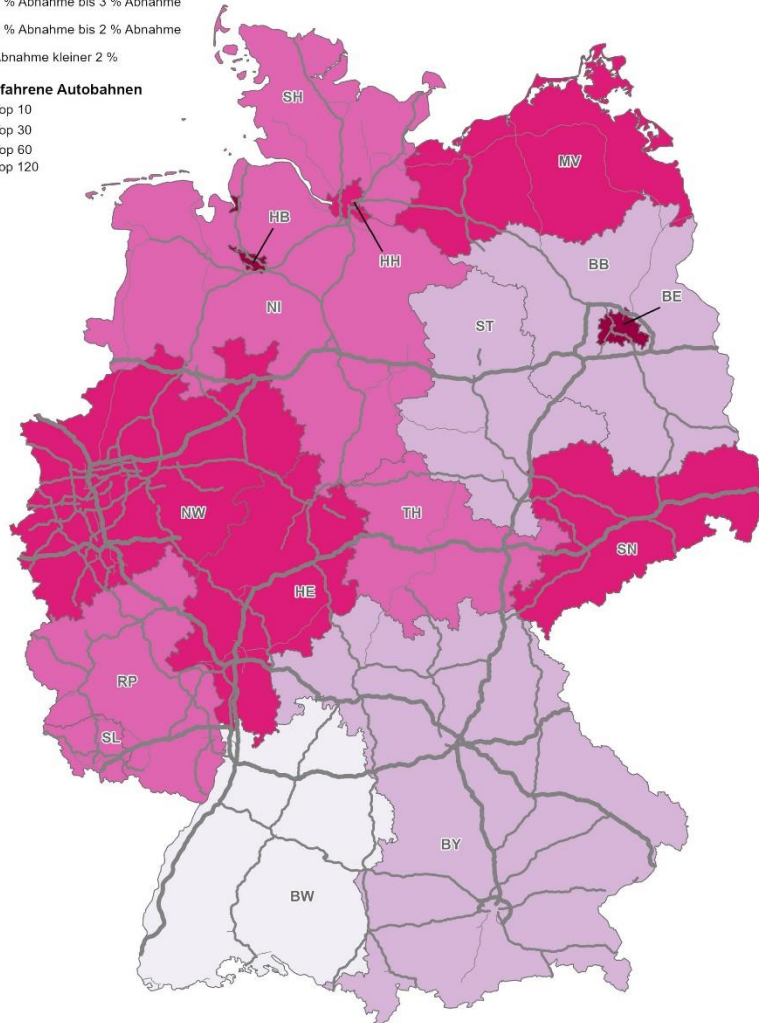 % Abnahme bis 3 % Abnahme
% Abnahme bis 2 % Abnahme
bnahme kleiner 2 %
fahrene Autobahnen
op 10
op 30
op 60
op 120
SH
MV
HB
HH
BB
BE
NI
ST
NW
TH
SN
HE
RP
SL
BY
BW